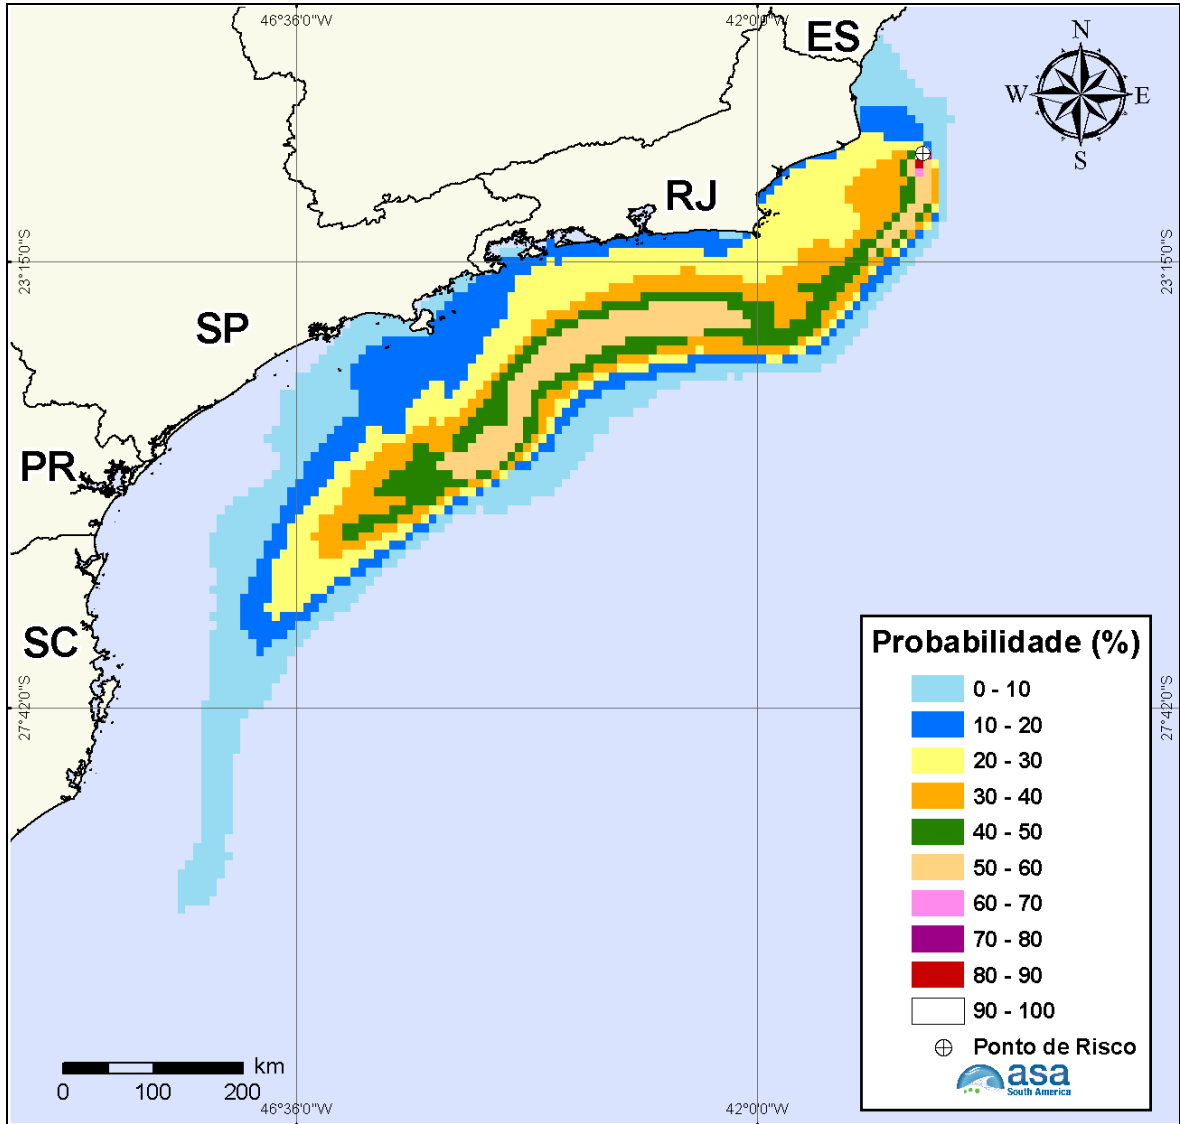 46°36'0"W
42°0'0"W
ES
N
W
E
S
RJ
23°15'0"S
23°15'0"S
SP
PR
SC
27°42'0"S
27°42'0"S
Probabilidade (%)
0 - 10
10 - 20
20 - 30
30 - 40
40 - 50
50 - 60
60 - 70
70 - 80
80 - 90
90 - 100
Ponto de Risco
asa
South America
km
0 100 200
46°36'0"W
42°0'0"W